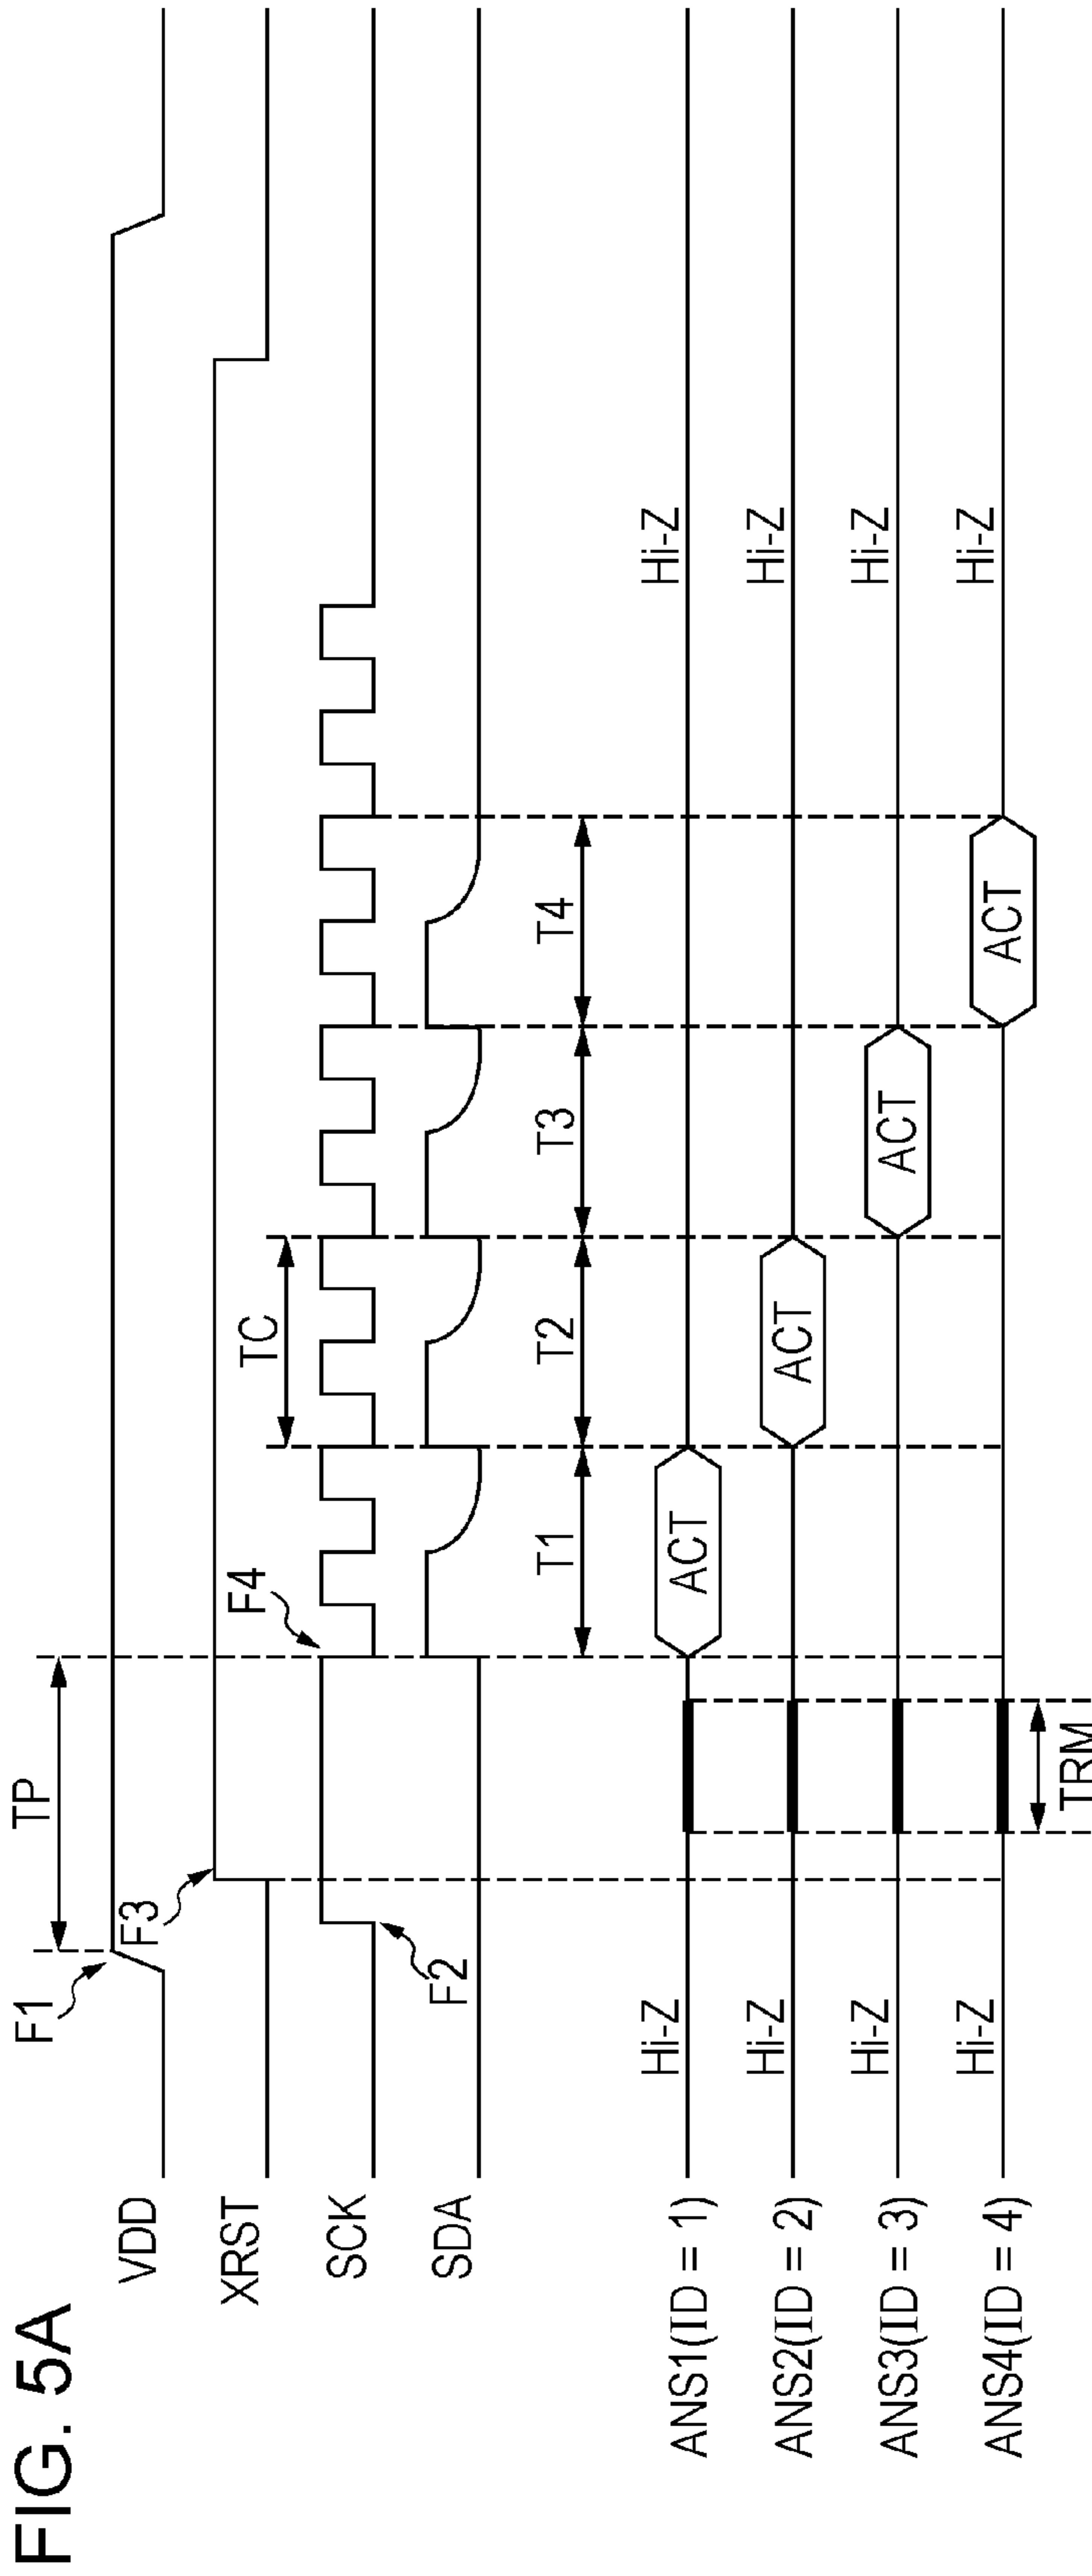 FIG. 5A
TP
F1
VDD
F3
TC
XRST
F4
SCK
F2
SDA
T1 T2 T3 T4
ANS1(ID = 1) Hi-Z ACT Hi-Z
ANS2(ID = 2) Hi-Z ACT Hi-Z
ANS3(ID = 3) Hi-Z ACT Hi-Z
ANS4(ID = 4) Hi-Z ACT Hi-Z
TRM